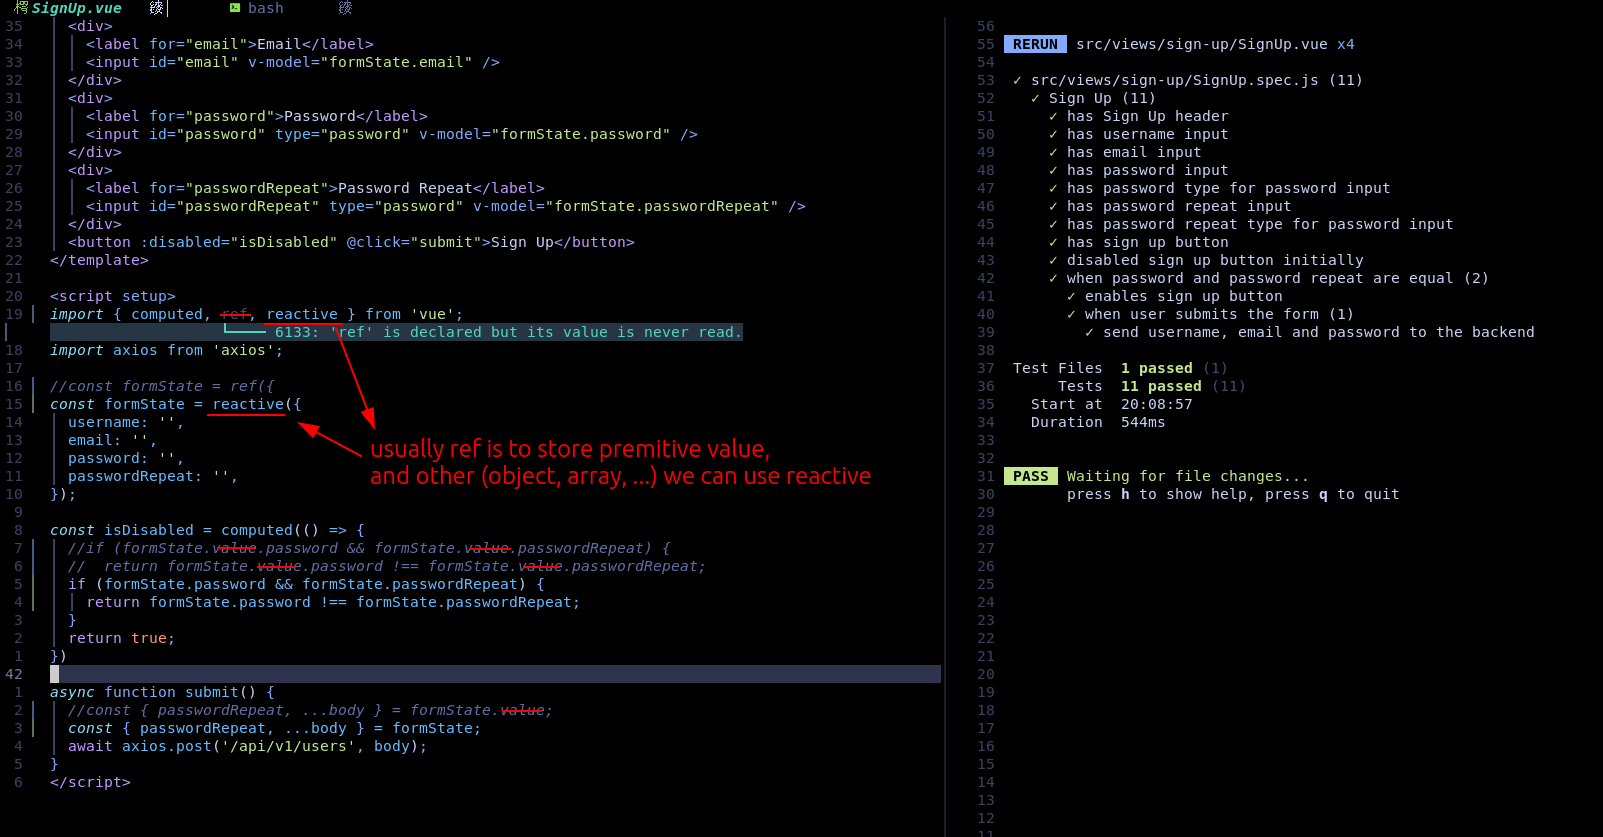 SignUp.vue bash
35 <div>
34 <label for="email">Email</label>
33 <input id="email" v-model="formState.email" />
32 </div>
31 <div>
30 <label for="password">Password</label>
29 <input id="password" type="password" v-model="formState.password" />
28 </div>
27 <div>
26 <label for="passwordRepeat">Password Repeat</label>
25 <input id="passwordRepeat" type="password" v-model="formState.passwordRepeat" />
24 </div>
23 <button :disabled="isDisabled" @click="submit">Sign Up</button>
22 </template>
21
20 <script setup>
19 import { computed, ref, reactive } from 'vue';
6133: 'ref' is declared but its value is never read.
18 import axios from 'axios';
17
16 //const formState = ref({
15 const formState = reactive({
14 username: '',
13 email: '',
12 password: '',
11 passwordRepeat: '',
10 });
9
8 const isDisabled = computed(() => {
7 //if (formState.value.password && formState.value.passwordRepeat) {
6 //  return formState.value.password !== formState.value.passwordRepeat;
5 if (formState.password && formState.passwordRepeat) {
4 return formState.password !== formState.passwordRepeat;
3 }
2 return true;
1 })
42
1 async function submit() {
2 //const { passwordRepeat, ...body } = formState.value;
3 const { passwordRepeat, ...body } = formState;
4 await axios.post('/api/v1/users', body);
5 }
6 </script>
usually ref is to store premitive value,
and other (object, array, ...) we can use reactive
56
55 RERUN src/views/sign-up/SignUp.vue x4
54
53 ✓ src/views/sign-up/SignUp.spec.js (11)
52 ✓ Sign Up (11)
51 ✓ has Sign Up header
50 ✓ has username input
49 ✓ has email input
48 ✓ has password input
47 ✓ has password type for password input
46 ✓ has password repeat input
45 ✓ has password repeat type for password input
44 ✓ has sign up button
43 ✓ disabled sign up button initially
42 ✓ when password and password repeat are equal (2)
41 ✓ enables sign up button
40 ✓ when user submits the form (1)
39 ✓ send username, email and password to the backend
38
37 Test Files 1 passed (1)
36 Tests 11 passed (11)
35 Start at 20:08:57
34 Duration 544ms
33
32
31 PASS Waiting for file changes...
30 press h to show help, press q to quit
29
28
27
26
25
24
23
22
21
20
19
18
17
16
15
14
13
12
11